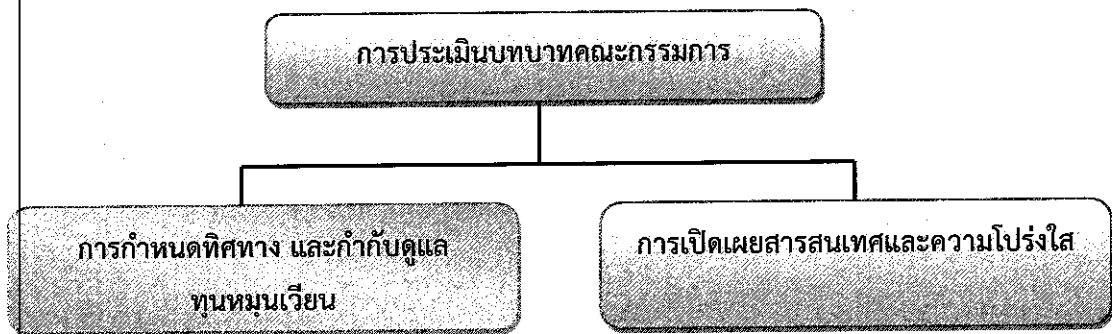 การประเมินบทบาทคณะกรรมการ
การกำหนดทิศทาง และกำกับดูแล
ทุนหมุนเวียน
การเปิดเผยสารสนเทศและความโปร่งใส